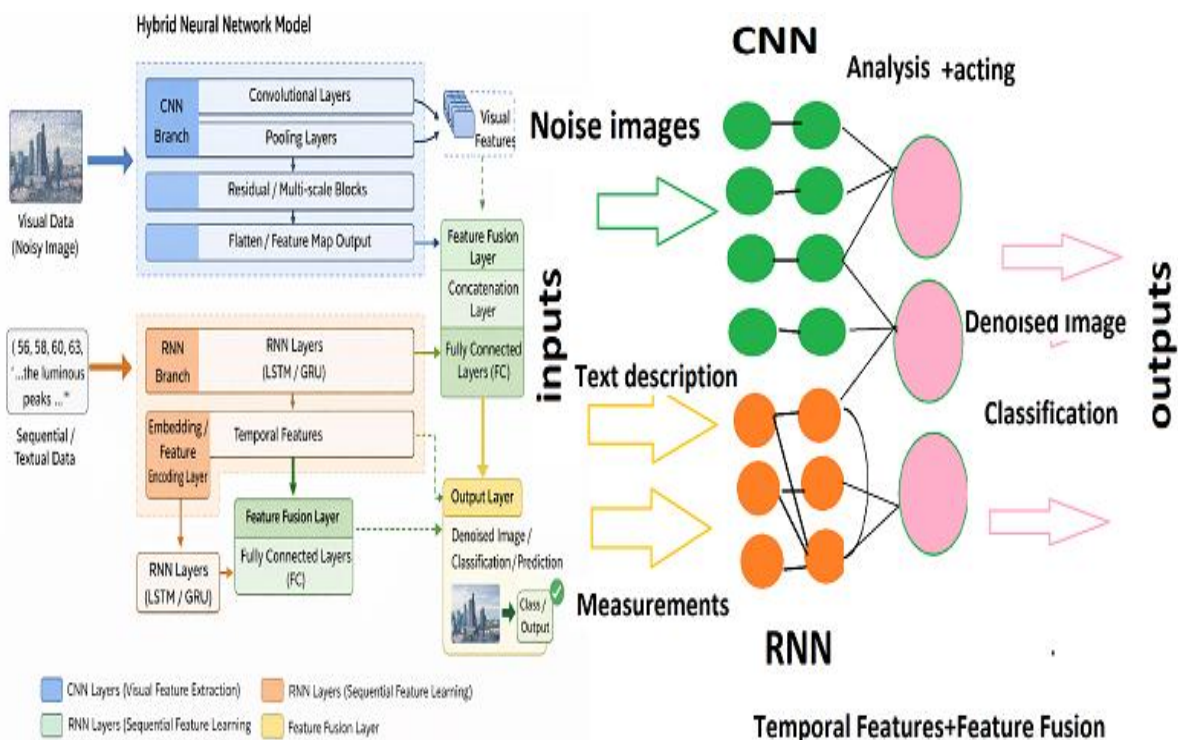 Hybrid Neural Network Model
CNN
Branch
Convolutional Layers
Pooling Layers
Residual / Multi-scale Blocks
Flatten / Feature Map Output
Visual
Features
Visual Data
(Noisy Image)
Feature Fusion
Layer
Concatenation
Layer
Fully Connected
Layers (FC)
( 56, 58, 60, 63,
'...the luminous
peaks ... "
Sequential /
Textual Data
RNN
Branch
RNN Layers
(LSTM / GRU)
Embedding /
Feature
Encoding Layer
Temporal Features
Feature Fusion Layer
Fully Connected Layers
(FC)
RNN Layers
(LSTM / GRU)
Output Layer
Denoised Image /
Classification / Prediction
Class /
Output
CNN Layers (Visual Feature Extraction)
RNN Layers (Sequential Feature Learning)
RNN Layers (Sequential Feature Learning
Feature Fusion Layer
inputs
Noise images
Text description
Measurements
CNN
Analysis +acting
RNN
Denoised Image
Classification
outputs
Temporal Features+Feature Fusion